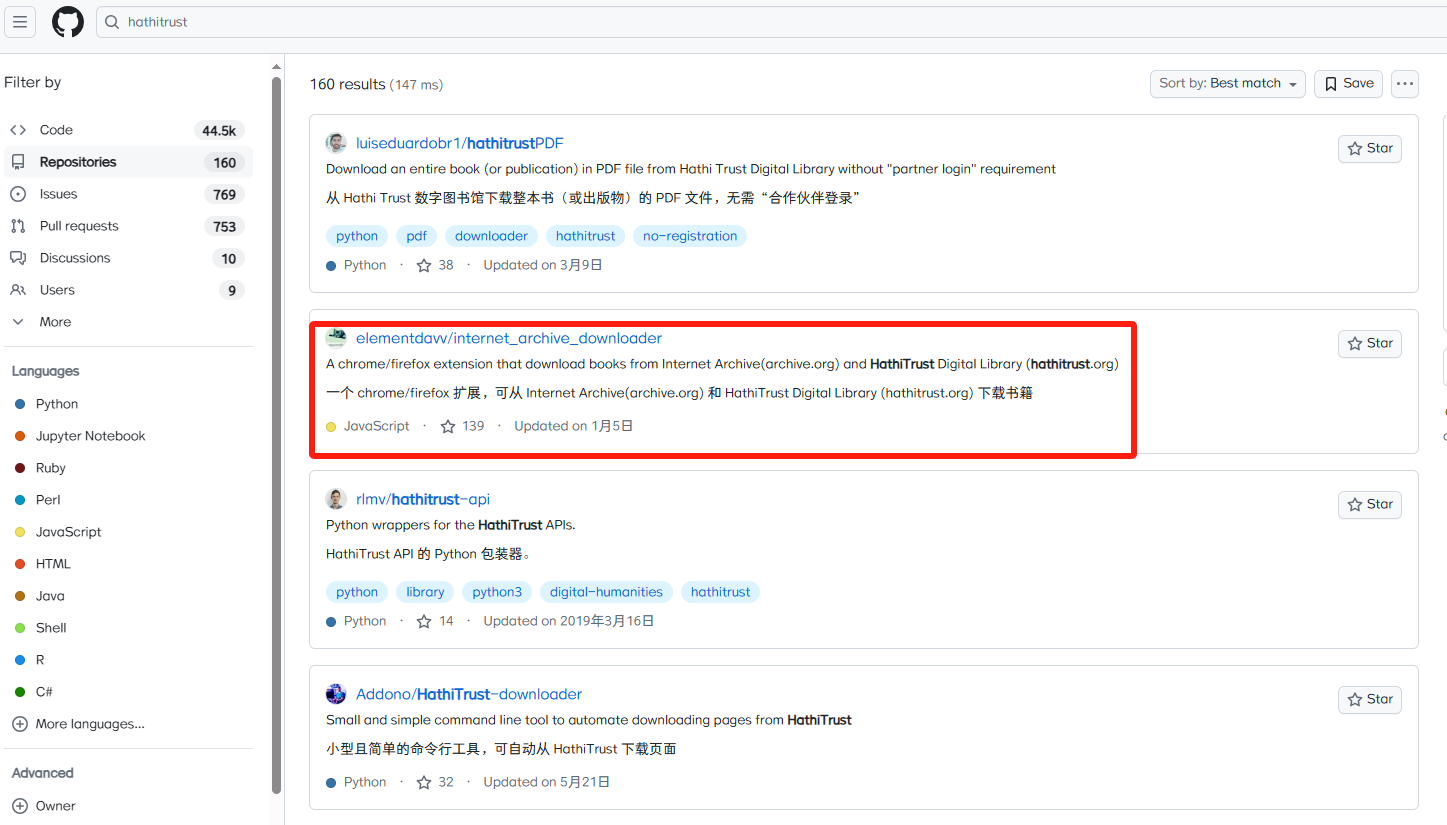 hathitrust
Filter by
Code 44.5k
Repositories 160
Issues 769
Pull requests 753
Discussions 10
Users 9
More
Languages
Python
Jupyter Notebook
Ruby
Perl
JavaScript
HTML
Java
Shell
R
C#
More languages...
Advanced
Owner
160 results (147 ms)
Sort by: Best match
Save
luiseduardobr1/hathitrustPDF
Star
Download an entire book (or publication) in PDF file from Hathi Trust Digital Library without "partner login" requirement
从 Hathi Trust 数字图书馆下载整本书（或出版物）的 PDF 文件，无需“合作伙伴登录”
python pdf downloader hathitrust no-registration
Python · 38 · Updated on 3月9日
elementdavv/internet_archive_downloader
Star
A chrome/firefox extension that download books from Internet Archive(archive.org) and HathiTrust Digital Library (hathitrust.org)
一个 chrome/firefox 扩展，可从 Internet Archive(archive.org) 和 HathiTrust Digital Library (hathitrust.org) 下载书籍
JavaScript · 139 · Updated on 1月5日
rlmv/hathitrust-api
Star
Python wrappers for the HathiTrust APIs.
HathiTrust API 的 Python 包装器。
python library python3 digital-humanities hathitrust
Python · 14 · Updated on 2019年3月16日
Addono/HathiTrust-downloader
Star
Small and simple command line tool to automate downloading pages from HathiTrust
小型且简单的命令行工具，可自动从 HathiTrust 下载页面
Python · 32 · Updated on 5月21日